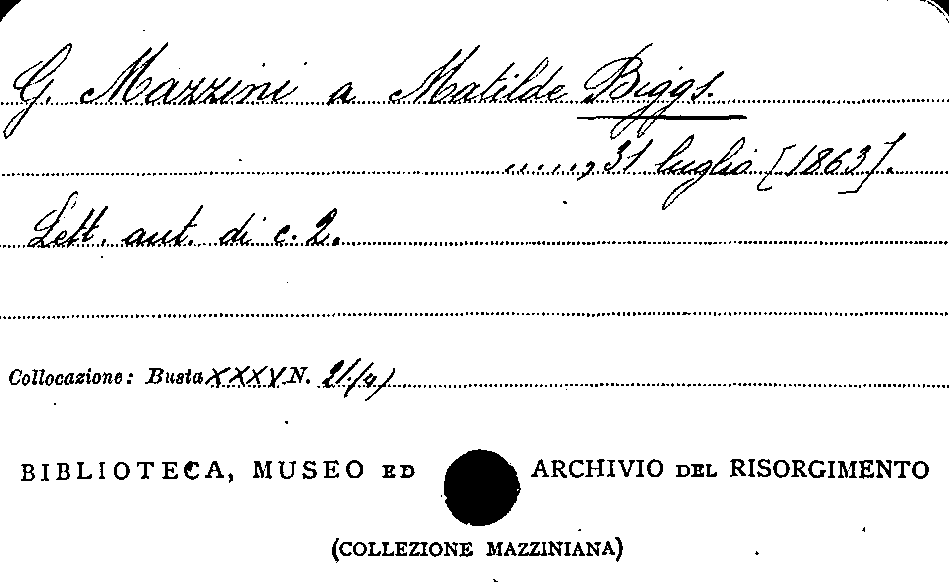 G. Mazzini a Matilde Biggs.
....., 31 luglio [1863].
Lett. aut. di c. 2.
Collocazione: Busta XXXV N. 21/(4)
BIBLIOTECA, MUSEO ED ARCHIVIO DEL RISORGIMENTO
(COLLEZIONE MAZZINIANA)